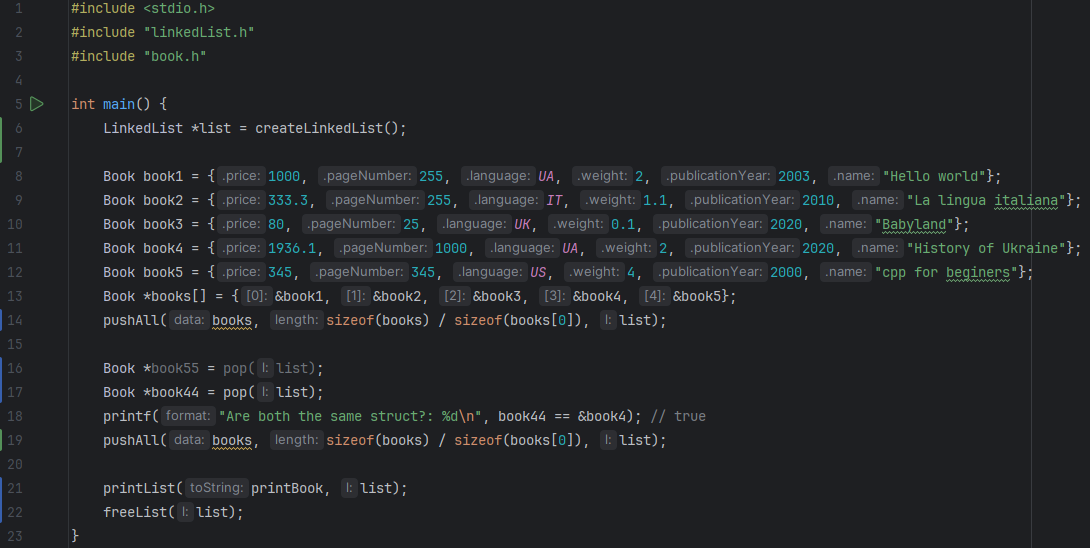 1 #include <stdio.h>
2 #include "linkedList.h"
3 #include "book.h"
4
5 int main() {
6 LinkedList *list = createLinkedList();
7
8 Book book1 = { .price: 1000, .pageNumber: 255, .language: UA, .weight: 2, .publicationYear: 2003, .name: "Hello world"};
9 Book book2 = { .price: 333.3, .pageNumber: 255, .language: IT, .weight: 1.1, .publicationYear: 2010, .name: "La lingua italiana"};
10 Book book3 = { .price: 80, .pageNumber: 25, .language: UK, .weight: 0.1, .publicationYear: 2020, .name: "Babyland"};
11 Book book4 = { .price: 1936.1, .pageNumber: 1000, .language: UA, .weight: 2, .publicationYear: 2020, .name: "History of Ukraine"};
12 Book book5 = { .price: 345, .pageNumber: 345, .language: US, .weight: 4, .publicationYear: 2000, .name: "cpp for beginers"};
13 Book *books[] = { [0]: &book1, [1]: &book2, [2]: &book3, [3]: &book4, [4]: &book5};
14 pushAll( data: books, length: sizeof(books) / sizeof(books[0]), l: list);
15
16 Book *book55 = pop( l: list);
17 Book *book44 = pop( l: list);
18 printf( format: "Are both the same struct?: %d\n", book44 == &book4); // true
19 pushAll( data: books, length: sizeof(books) / sizeof(books[0]), l: list);
20
21 printList( toString: printBook, l: list);
22 freeList( l: list);
23 }